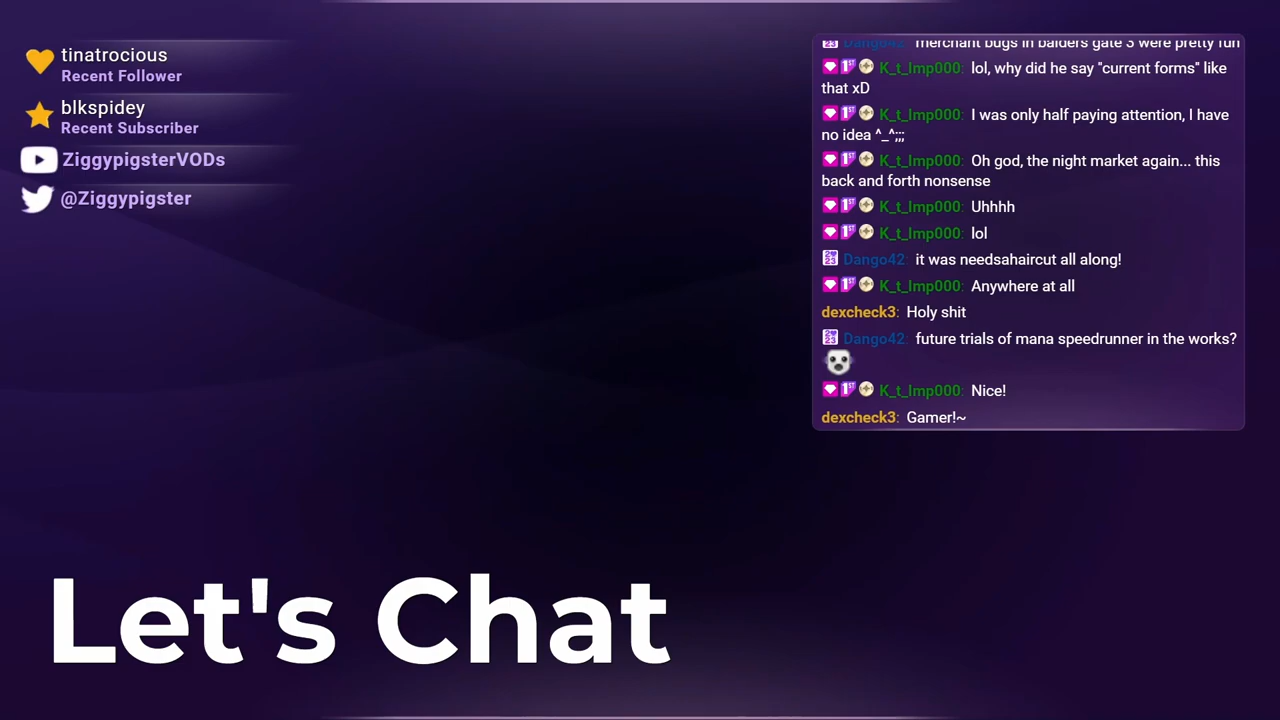 tinatrocious
Recent Follower
blkspidey
Recent Subscriber
ZiggypigsterVODs
@Ziggypigster
Dango42: merchant bugs in balders gate 3 were pretty fun
K_t_Imp000: lol, why did he say "current forms" like
that xD
K_t_Imp000: I was only half paying attention, I have
no idea ^_^;;;
K_t_Imp000: Oh god, the night market again... this
back and forth nonsense
K_t_Imp000: Uhhhh
K_t_Imp000: lol
Dango42: it was needsahaircut all along!
K_t_Imp000: Anywhere at all
dexcheck3: Holy shit
Dango42: future trials of mana speedrunner in the works?
K_t_Imp000: Nice!
dexcheck3: Gamer!~
Let's Chat